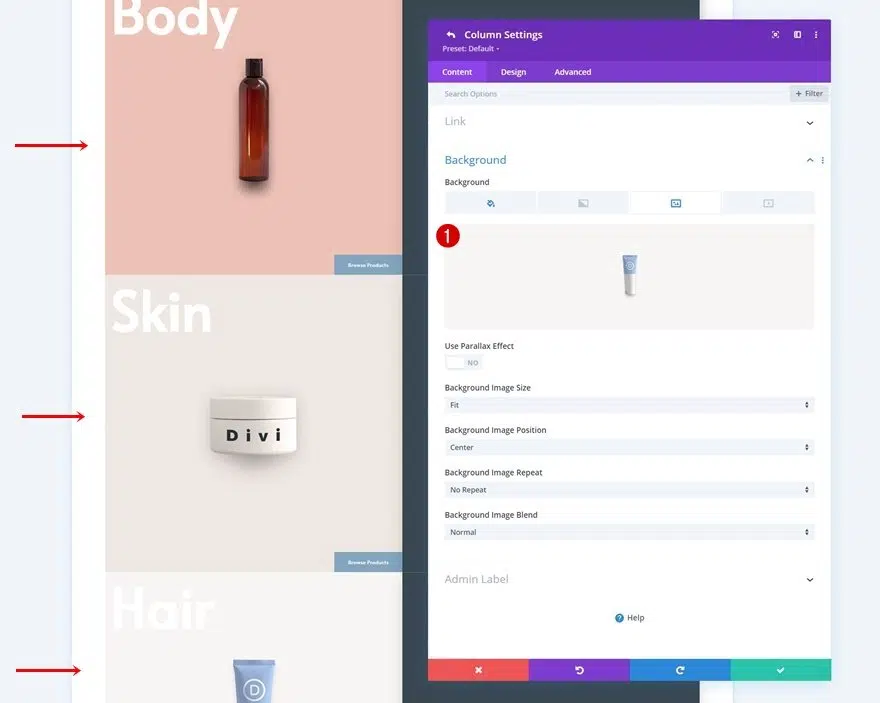 Body
Browse Products
Skin
Divi
Browse Products
Hair
D
Column Settings
Preset: Default
Content Design Advanced
Search Options
+ Filter
Link
Background
Background
1
D
Use Parallax Effect
NO
Background Image Size
Fit
Background Image Position
Center
Background Image Repeat
No Repeat
Background Image Blend
Normal
Admin Label
? Help